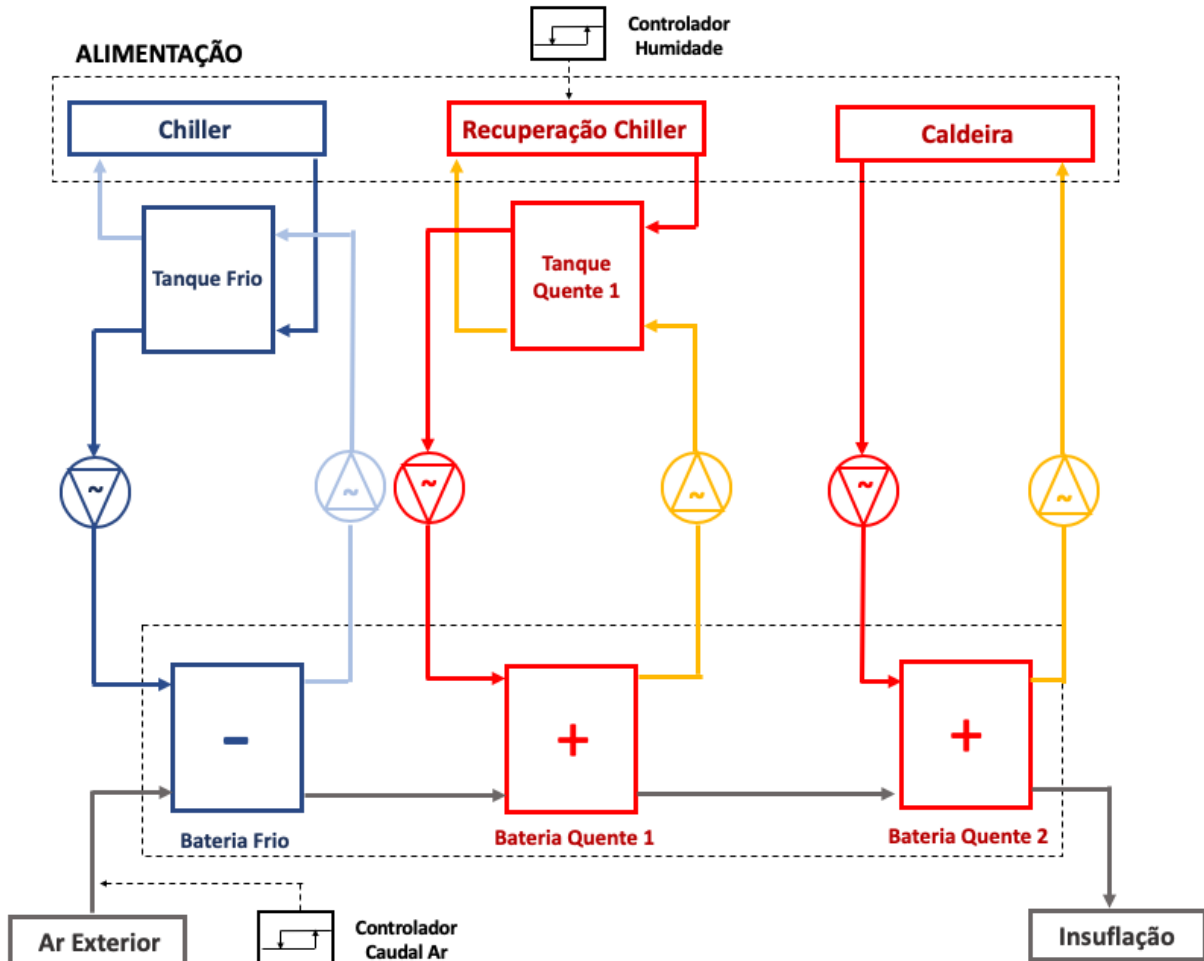 Controlador
Humidade
ALIMENTAÇÃO
Chiller
Recuperação Chiller
Caldeira
Tanque Frio
Tanque
Quente 1
~
~
~
~
~
~
-
+
+
Bateria Frio
Bateria Quente 1
Bateria Quente 2
Ar Exterior
Controlador
Caudal Ar
Insuflação